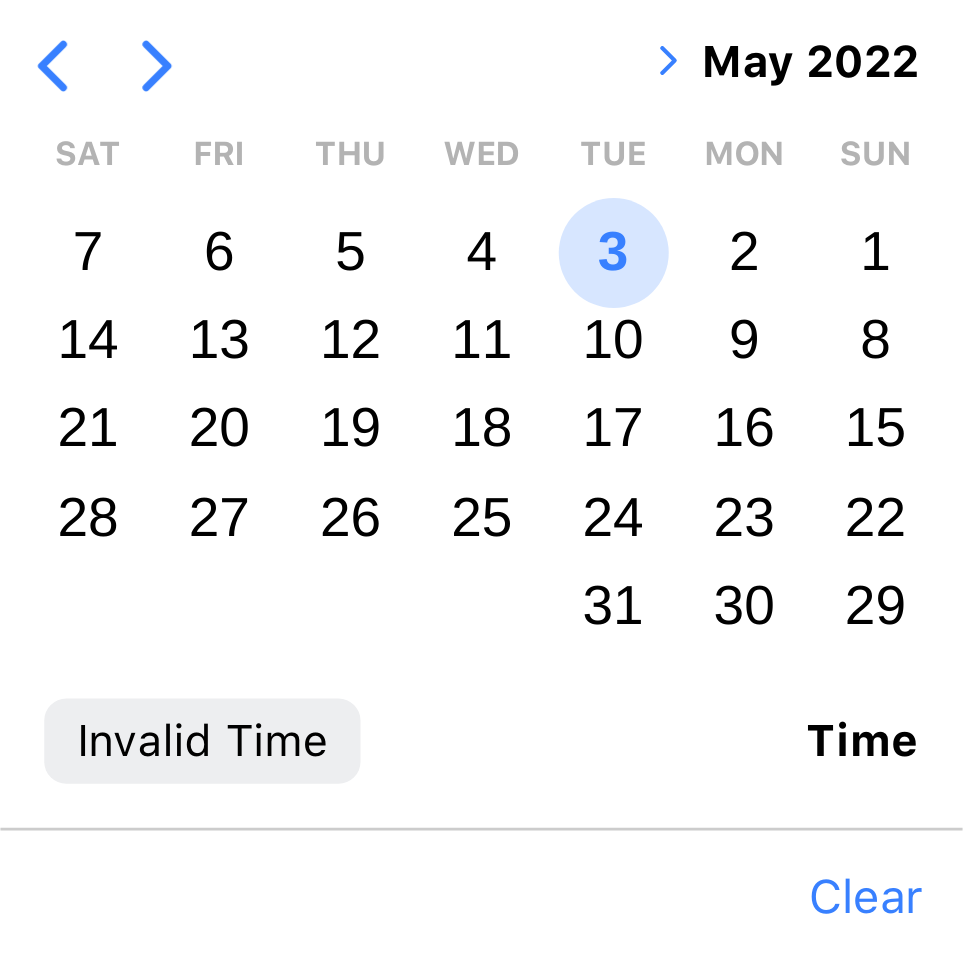 May 2022
SAT FRI THU WED TUE MON SUN
7 6 5 4 3 2 1
14 13 12 11 10 9 8
21 20 19 18 17 16 15
28 27 26 25 24 23 22
31 30 29
Invalid Time Time
Clear